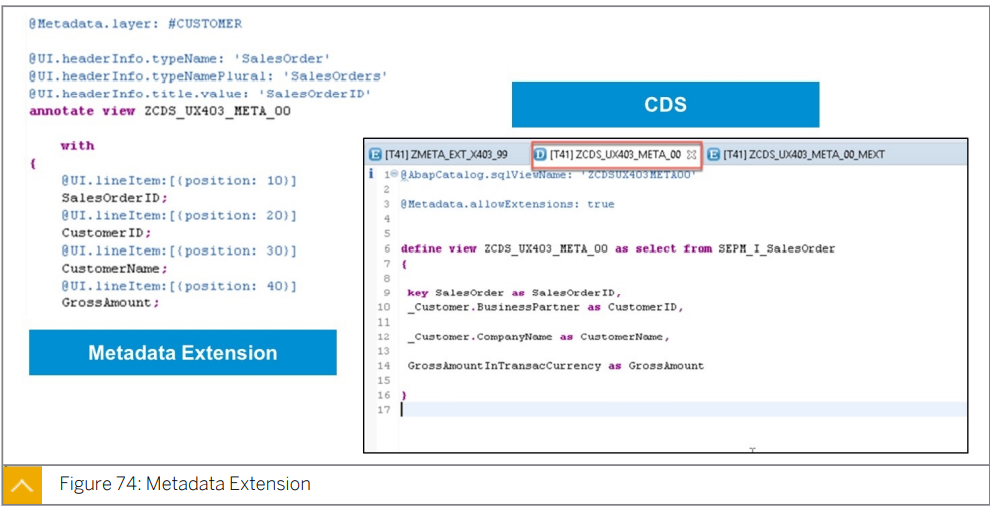 @Metadata.layer: #CUSTOMER
@UI.headerInfo.typeName: 'SalesOrder'
@UI.headerInfo.typeNamePlural: 'SalesOrders'
@UI.headerInfo.title.value: 'SalesOrderID'
annotate view ZCDS_UX403_META_00
with
{
@UI.lineItem:[(position: 10)]
SalesOrderID;
@UI.lineItem:[(position: 20)]
CustomerID;
@UI.lineItem:[(position: 30)]
CustomerName;
@UI.lineItem:[(position: 40)]
GrossAmount;
Metadata Extension
CDS
E [T41] ZMETA_EXT_X403_99 D [T41] ZCDS_UX403_META_00 E [T41] ZCDS_UX403_META_00_MEXT
i 1 @AbapCatalog.sqlViewName: 'ZCDSUX403META00'
2
3 @Metadata.allowExtensions: true
4
5
6 define view ZCDS_UX403_META_00 as select from SEPM_I_SalesOrder
7 {
8
9 key SalesOrder as SalesOrderID,
10 _Customer.BusinessPartner as CustomerID,
11
12 _Customer.CompanyName as CustomerName,
13
14 GrossAmountInTransacCurrency as GrossAmount
15
16 }
17
Figure 74: Metadata Extension